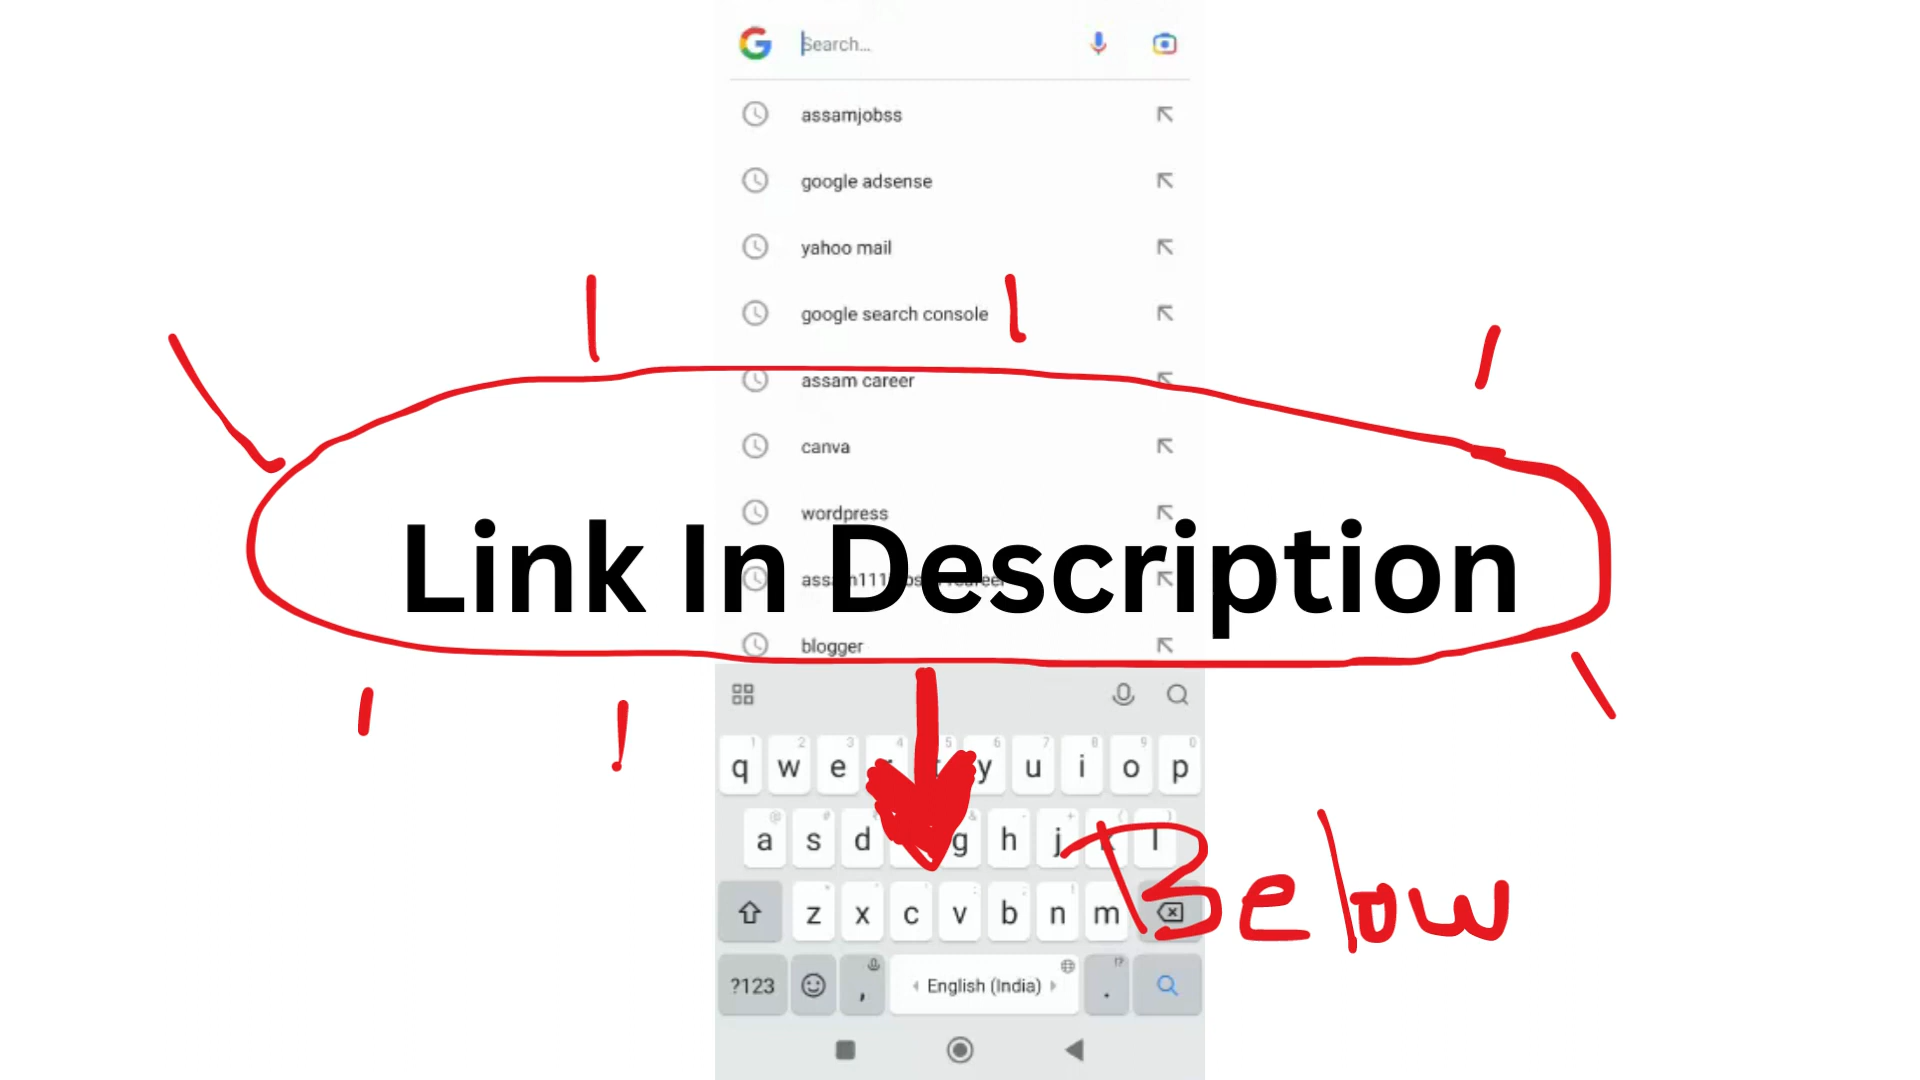 Search...
assamjobss
google adsense
yahoo mail
google search console
assam career
canva
wordpress
Link In Description
blogger
q w e y u i o p
a s d g h j l
z x c v b n m
Below
?123 , English (India) .